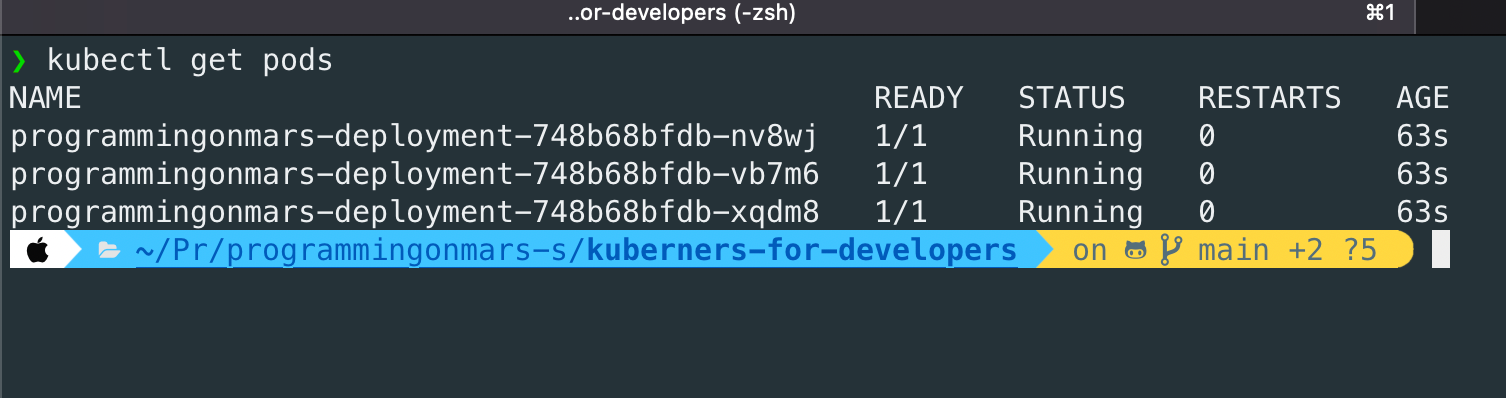 ..or-developers (-zsh) ⌘1
❯ kubectl get pods
NAME READY STATUS RESTARTS AGE
programmingonmars-deployment-748b68bfdb-nv8wj 1/1 Running 0 63s
programmingonmars-deployment-748b68bfdb-vb7m6 1/1 Running 0 63s
programmingonmars-deployment-748b68bfdb-xqdm8 1/1 Running 0 63s
~/Pr/programmingonmars-s/kuberners-for-developers on main +2 ?5